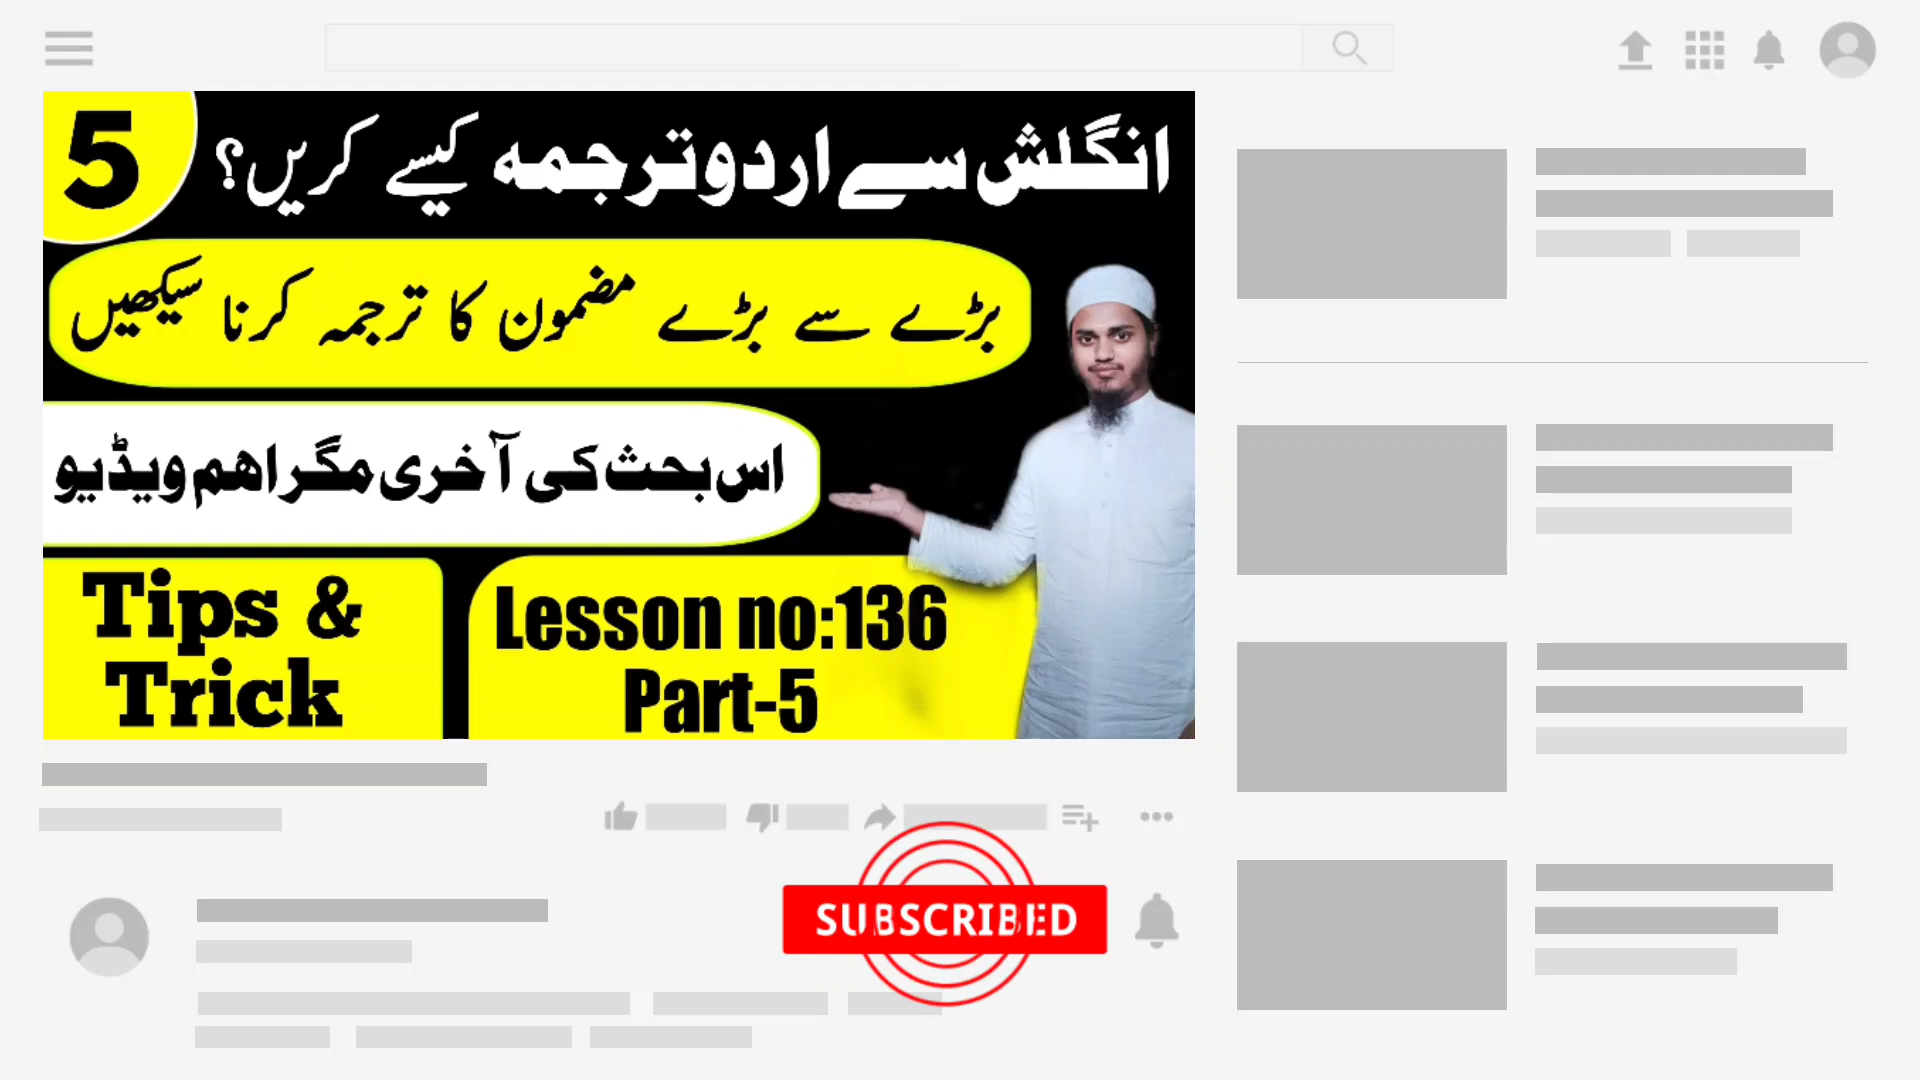 5
انگلش سے اردو ترجمہ کیسے کریں؟
بڑے سے بڑے مضمون کا ترجمہ کرنا سیکھیں
اس بحث کی آخری مگر اہم ویڈیو
Tips &
Trick
Lesson no:136
Part-5
SUBSCRIBED